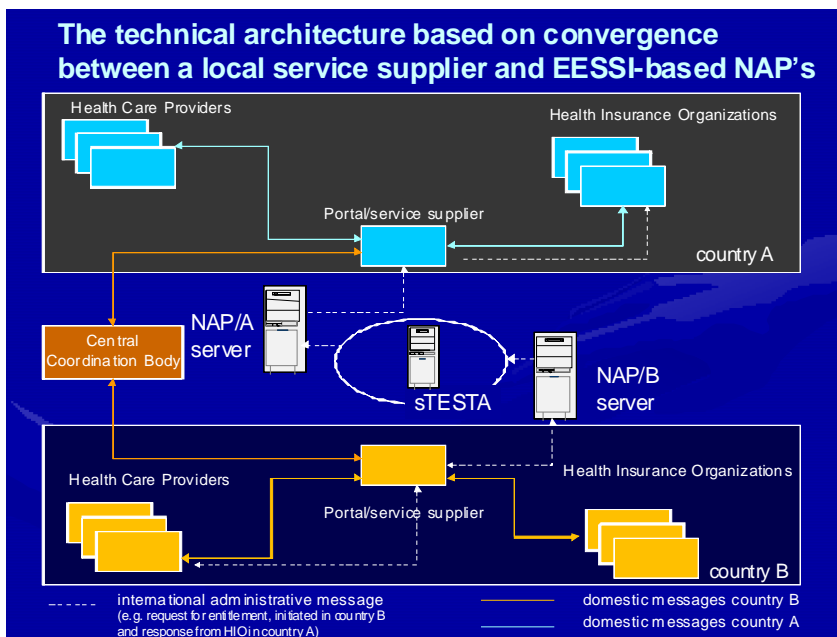 The technical architecture based on convergence
between a local service supplier and EESSI-based NAP's
Health Care Providers
Health Insurance Organizations
Portal/service supplier
country A
NAP/A
server
Central
Coordination Body
sTESTA
NAP/B
server
Health Care Providers
Health Insurance Organizations
Portal/service supplier
country B
international administrative message
(e.g. request for entitlement, initiated in country B
and response from HIO in country A)
domestic messages country B
domestic messages country A